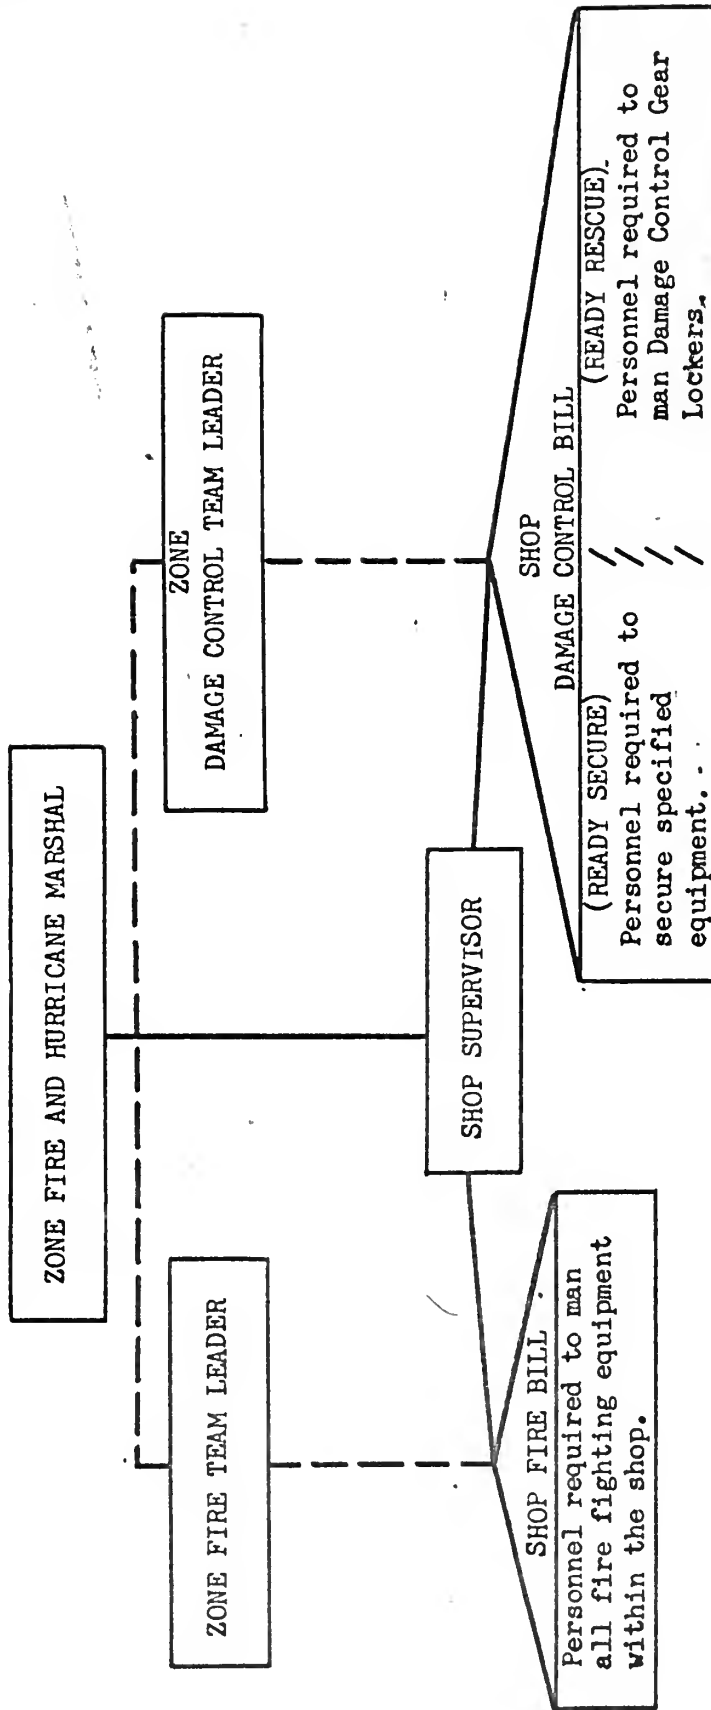 ZONE FIRE AND HURRICANE MARSHAL
ZONE FIRE TEAM LEADER
ZONE
DAMAGE CONTROL TEAM LEADER
SHOP SUPERVISOR
SHOP FIRE BILL
Personnel required to man
all fire fighting equipment
within the shop.
SHOP
DAMAGE CONTROL BILL
(READY SECURE)
Personnel required to
secure specified
equipment.
(READY RESCUE)
Personnel required to
man Damage Control Gear
Lockers.